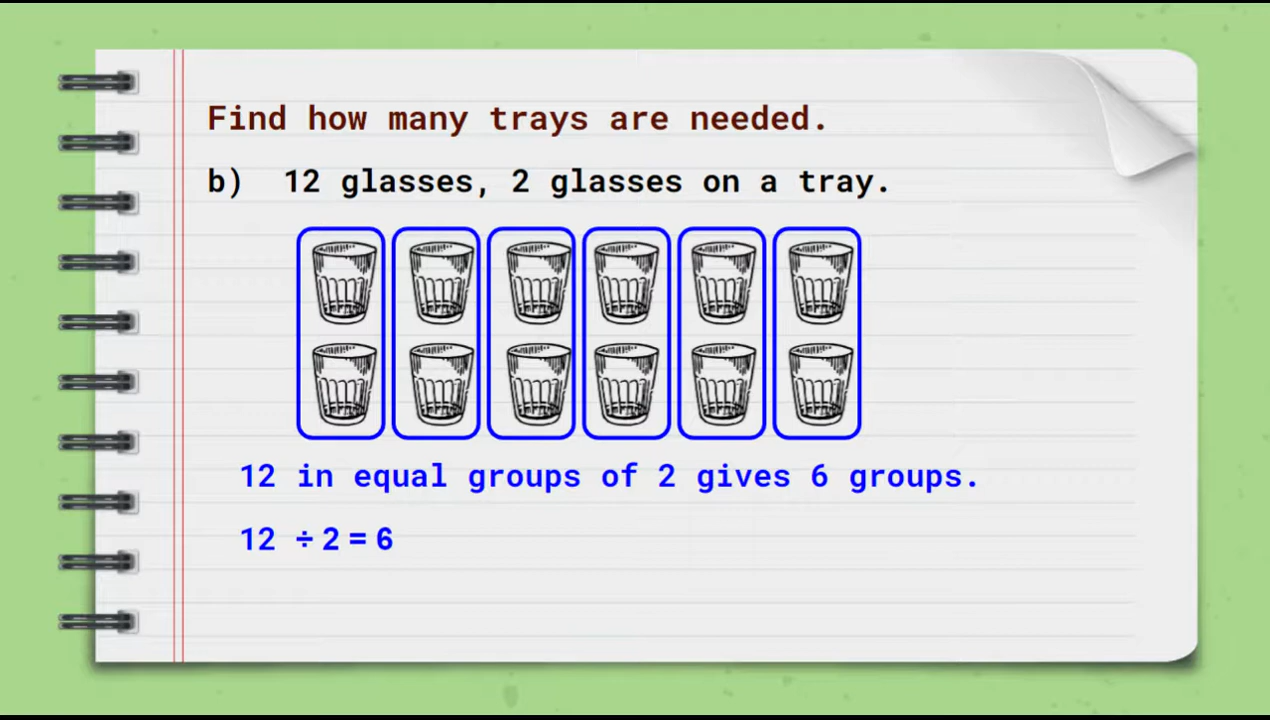 Find how many trays are needed.
b) 12 glasses, 2 glasses on a tray.
12 in equal groups of 2 gives 6 groups.
12 ÷ 2 = 6